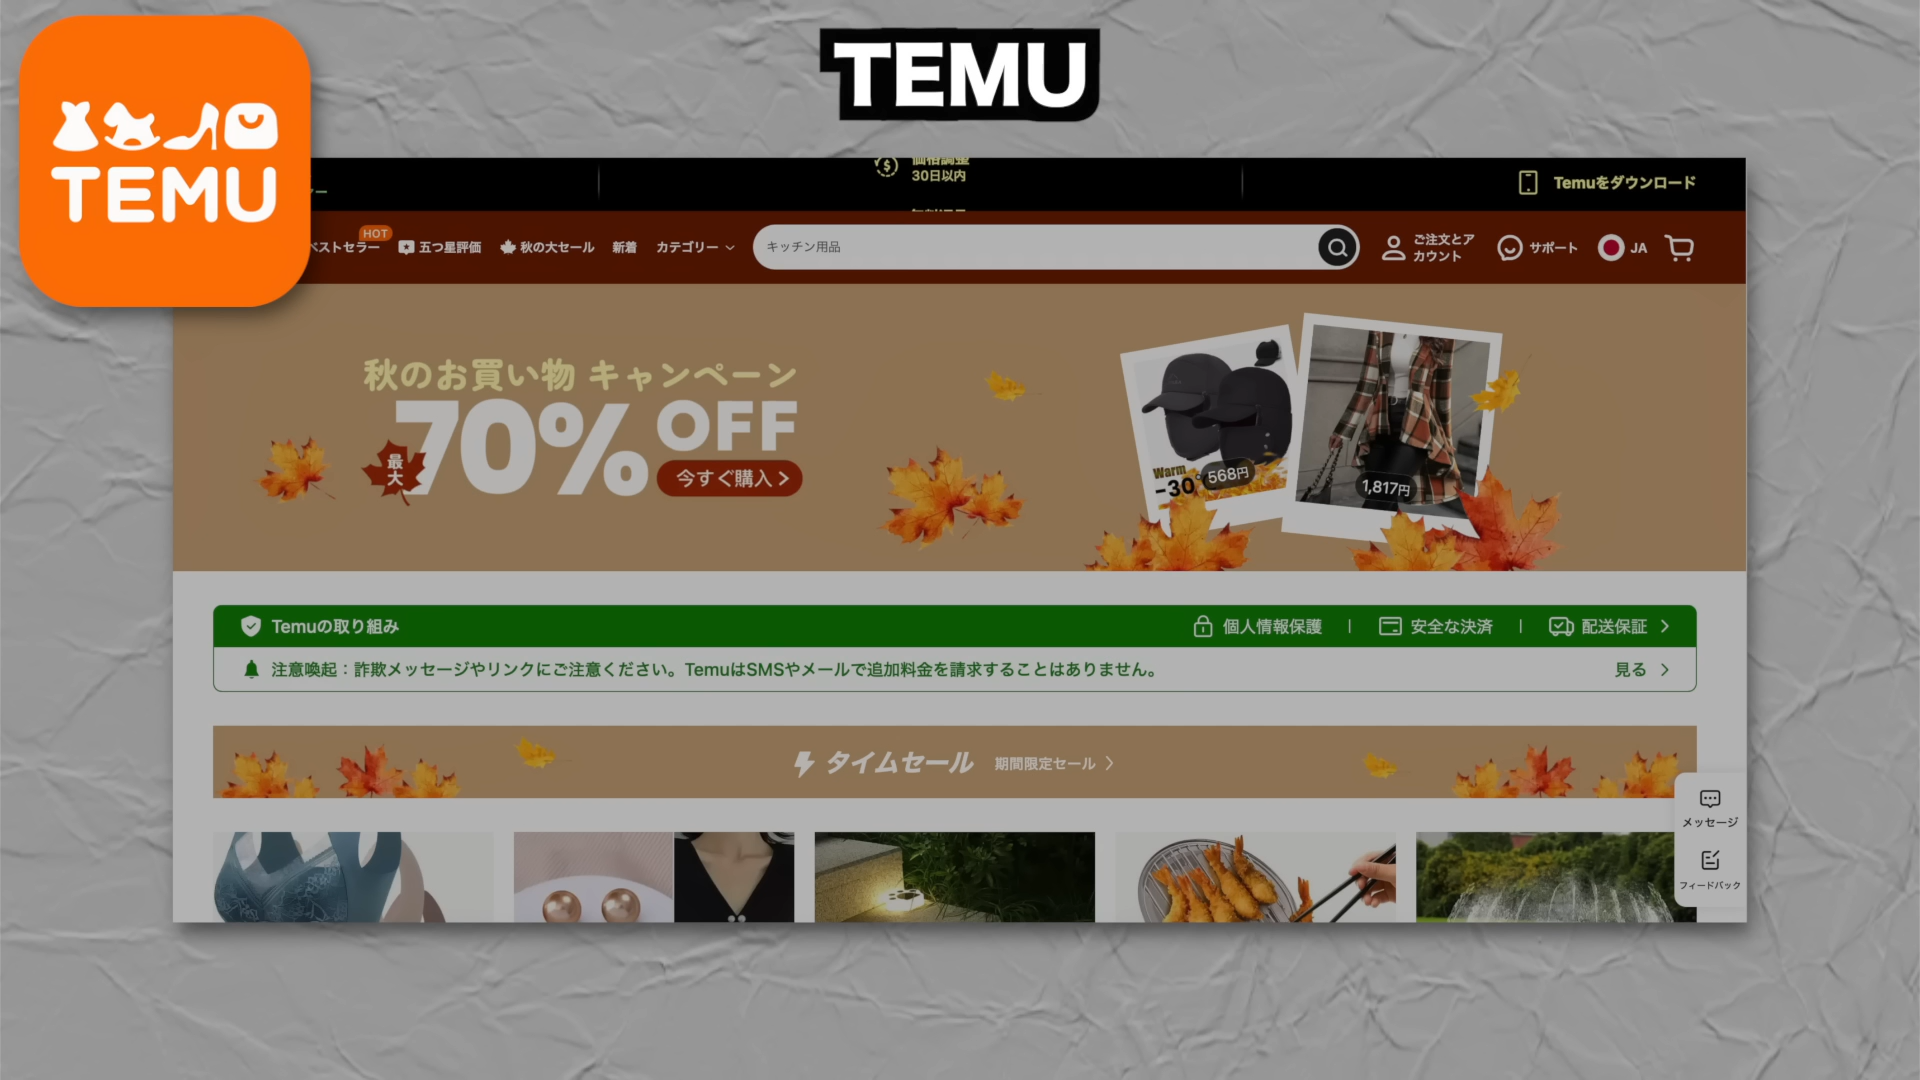 TEMU
TEMU
価格調整
30日以内
Temuをダウンロード
ベストセラー
HOT
五つ星評価
秋の大セール
新着
カテゴリー
キッチン用品
ご注文とア
カウント
サポート
JA
秋のお買い物 キャンペーン
最大
70% OFF
今すぐ購入
Warm
-30°
568円
1,817円
Temuの取り組み
個人情報保護
安全な決済
配送保証
注意喚起：詐欺メッセージやリンクにご注意ください。TemuはSMSやメールで追加料金を請求することはありません。
見る
タイムセール
期間限定セール
メッセージ
フィードバック